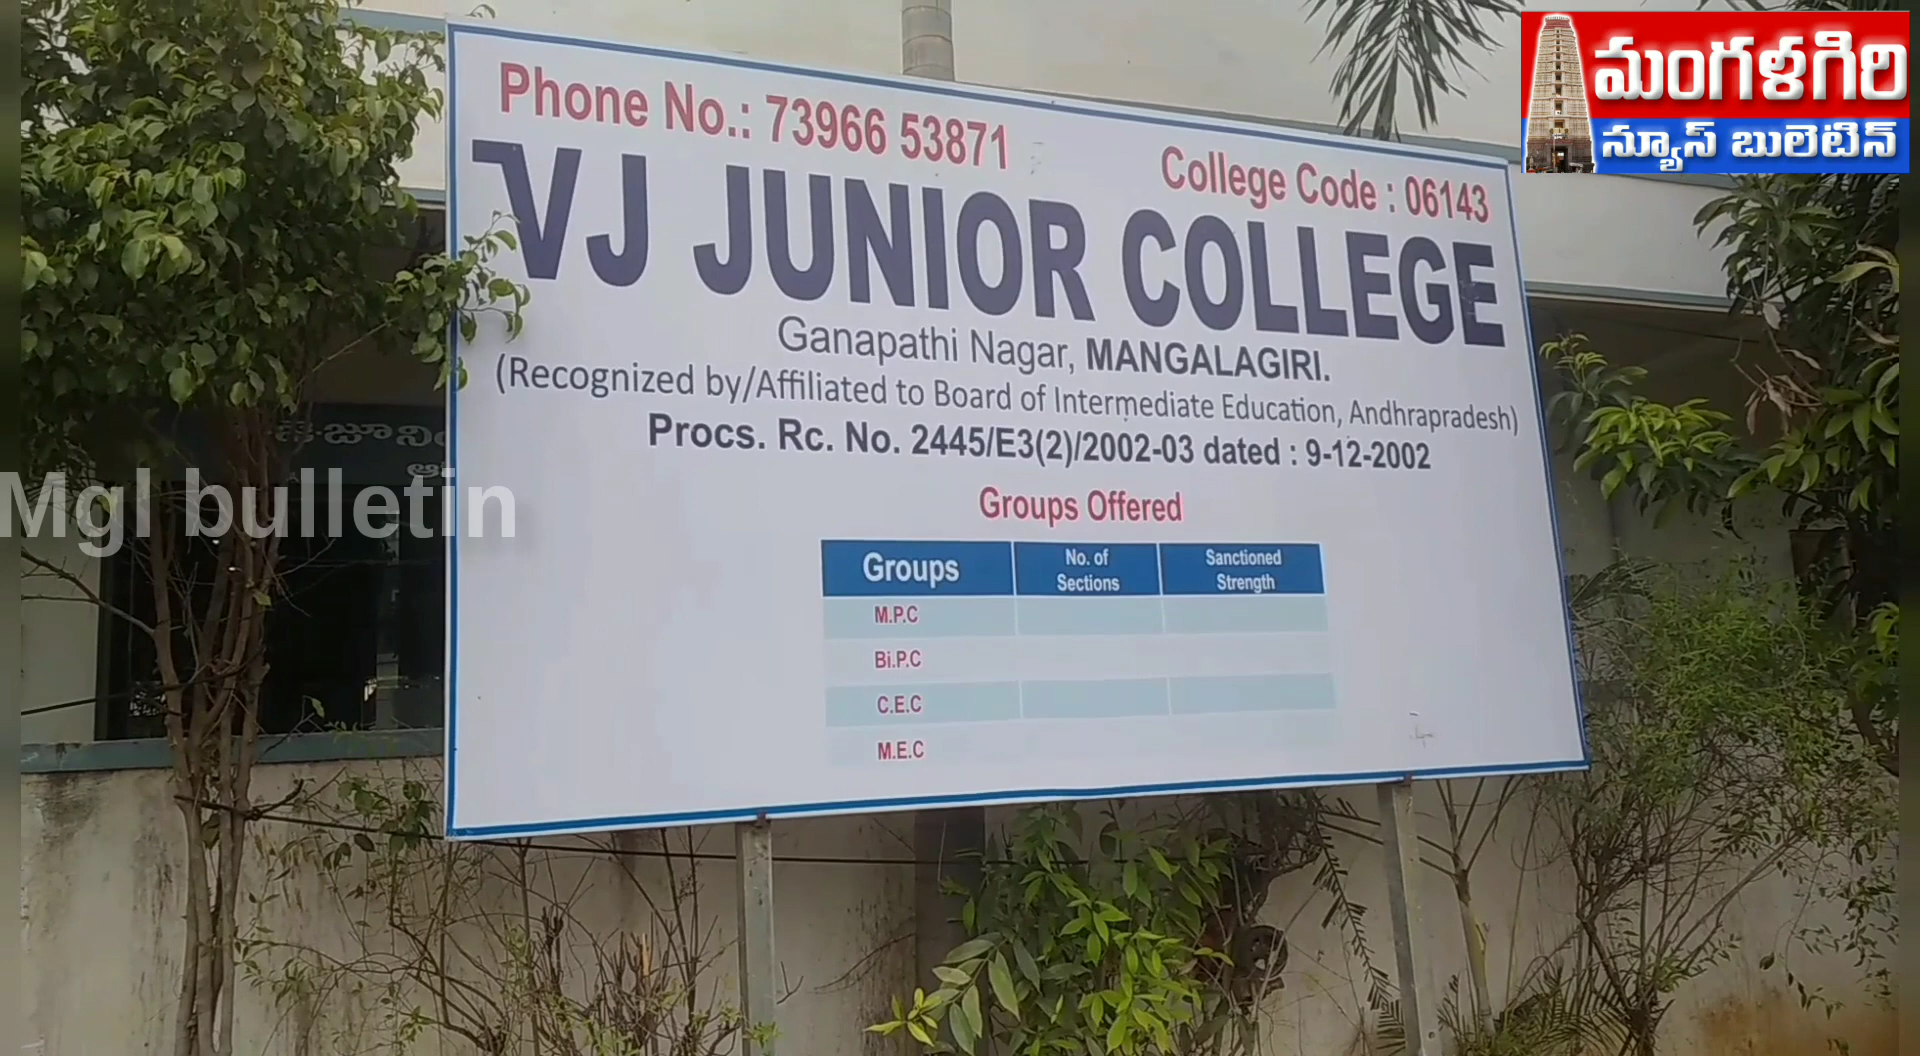 మంగళగిరి
న్యూస్ బులెటిన్
Phone No.: 73966 53871
College Code : 06143
VJ JUNIOR COLLEGE
Ganapathi Nagar, MANGALAGIRI.
(Recognized by/Affiliated to Board of Intermediate Education, Andhrapradesh)
Procs. Rc. No. 2445/E3(2)/2002-03 dated : 9-12-2002
Groups Offered
Groups No. of Sections Sanctioned Strength
M.P.C
Bi.P.C
C.E.C
M.E.C
Mgl bulletin